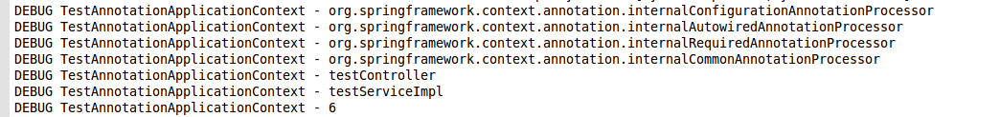 DEBUG TestAnnotationApplicationContext - org.springframework.context.annotation.internalConfigurationAnnotationProcessor
DEBUG TestAnnotationApplicationContext - org.springframework.context.annotation.internalAutowiredAnnotationProcessor
DEBUG TestAnnotationApplicationContext - org.springframework.context.annotation.internalRequiredAnnotationProcessor
DEBUG TestAnnotationApplicationContext - org.springframework.context.annotation.internalCommonAnnotationProcessor
DEBUG TestAnnotationApplicationContext - testController
DEBUG TestAnnotationApplicationContext - testServiceImpl
DEBUG TestAnnotationApplicationContext - 6